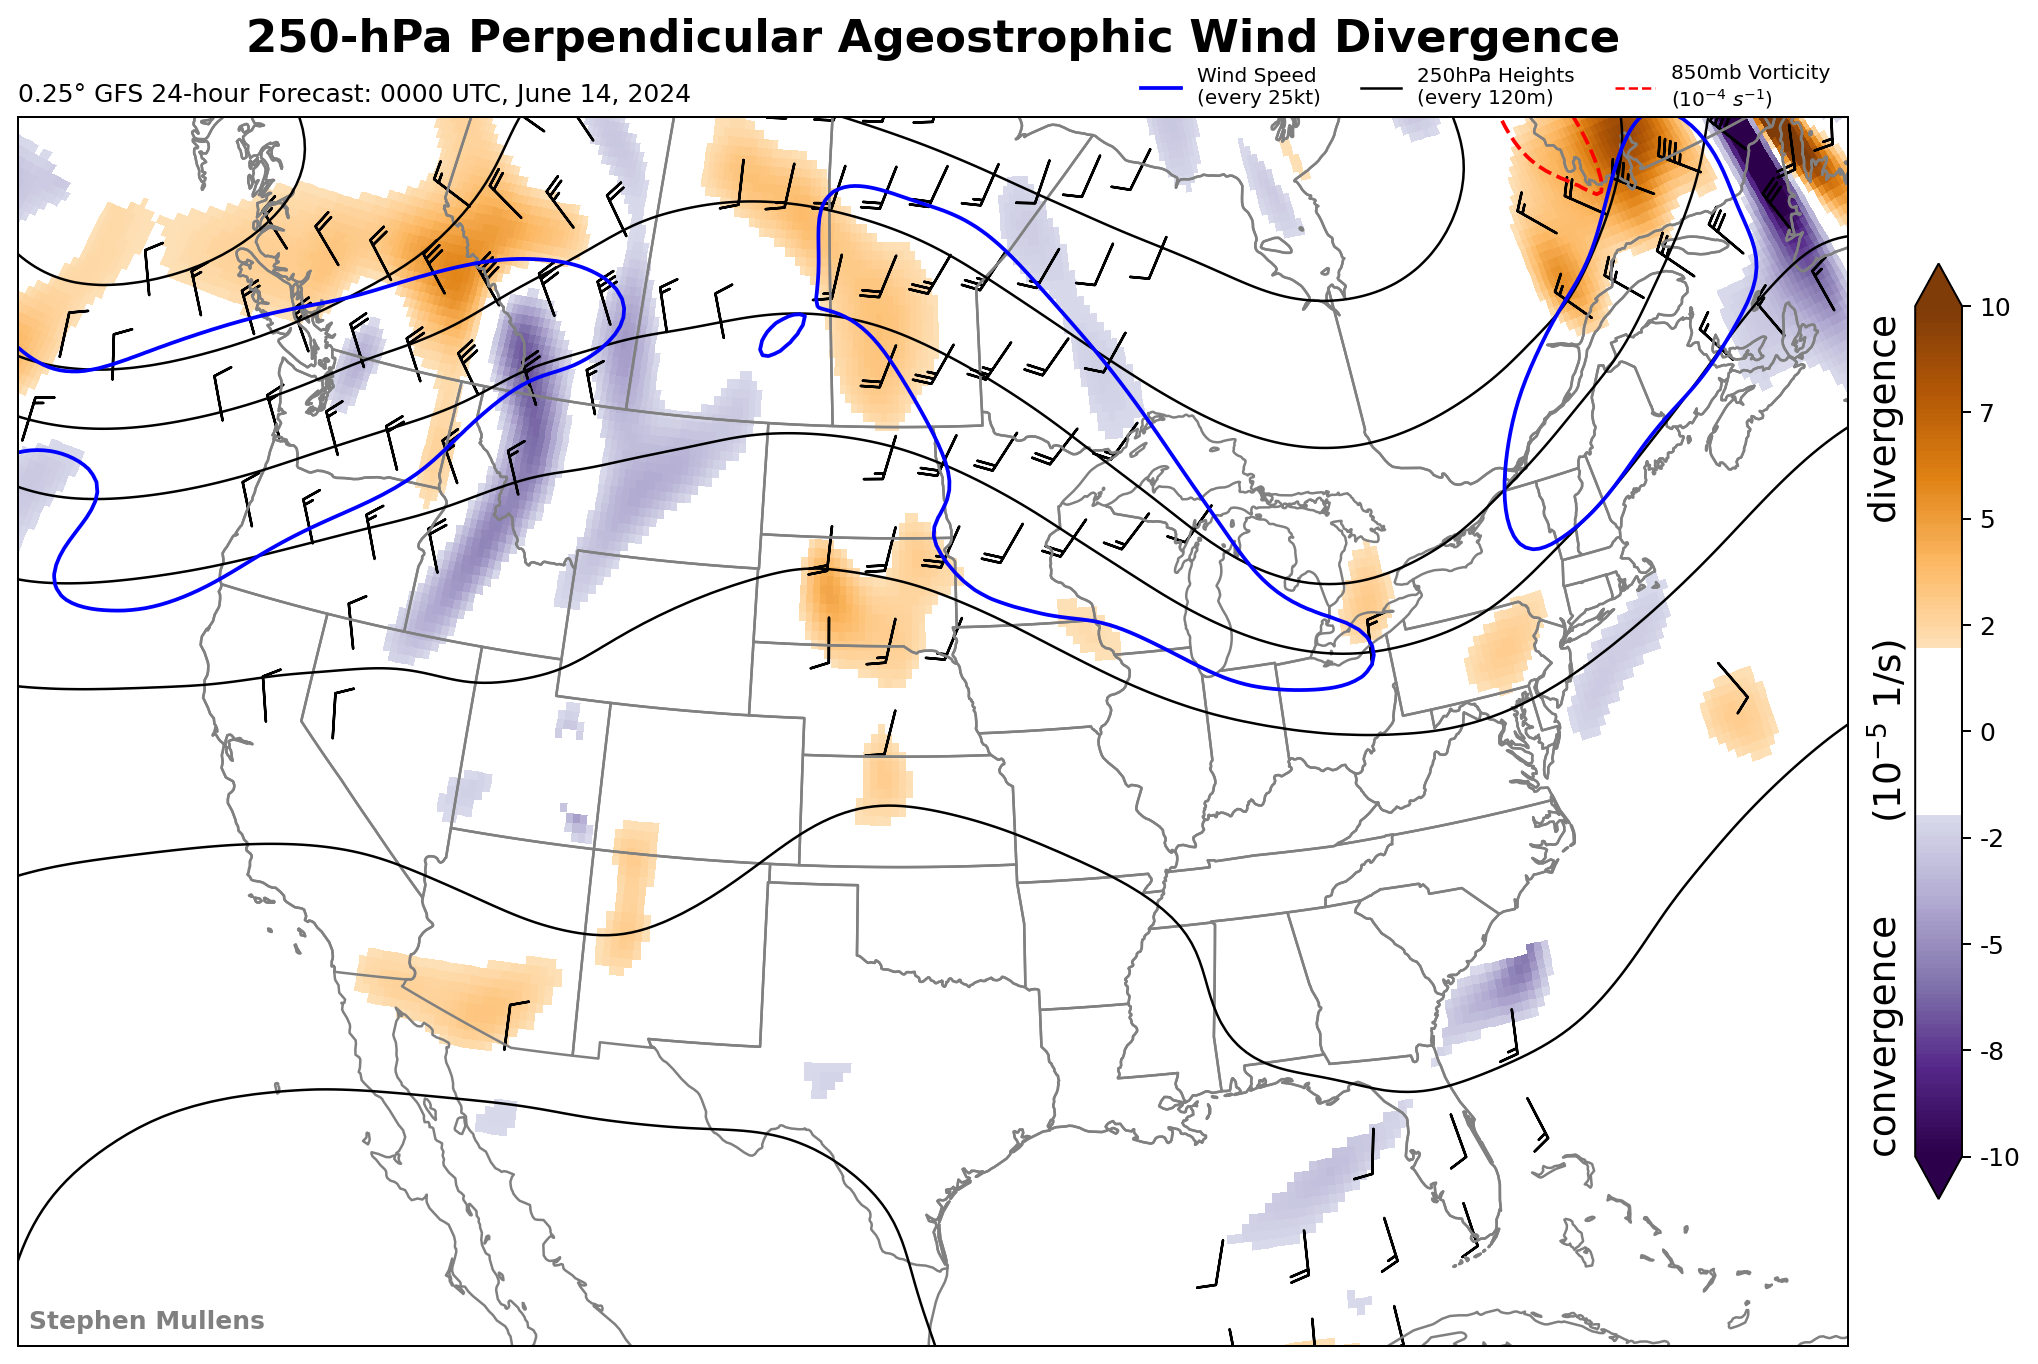 250-hPa Perpendicular Ageostrophic Wind Divergence
0.25° GFS 24-hour Forecast: 0000 UTC, June 14, 2024
Wind Speed
(every 25kt)
250hPa Heights
(every 120m)
850mb Vorticity
(10⁻⁴ s⁻¹)
convergence (10⁻⁵ 1/s) divergence
10
7
5
2
0
-2
-5
-8
-10
Stephen Mullens